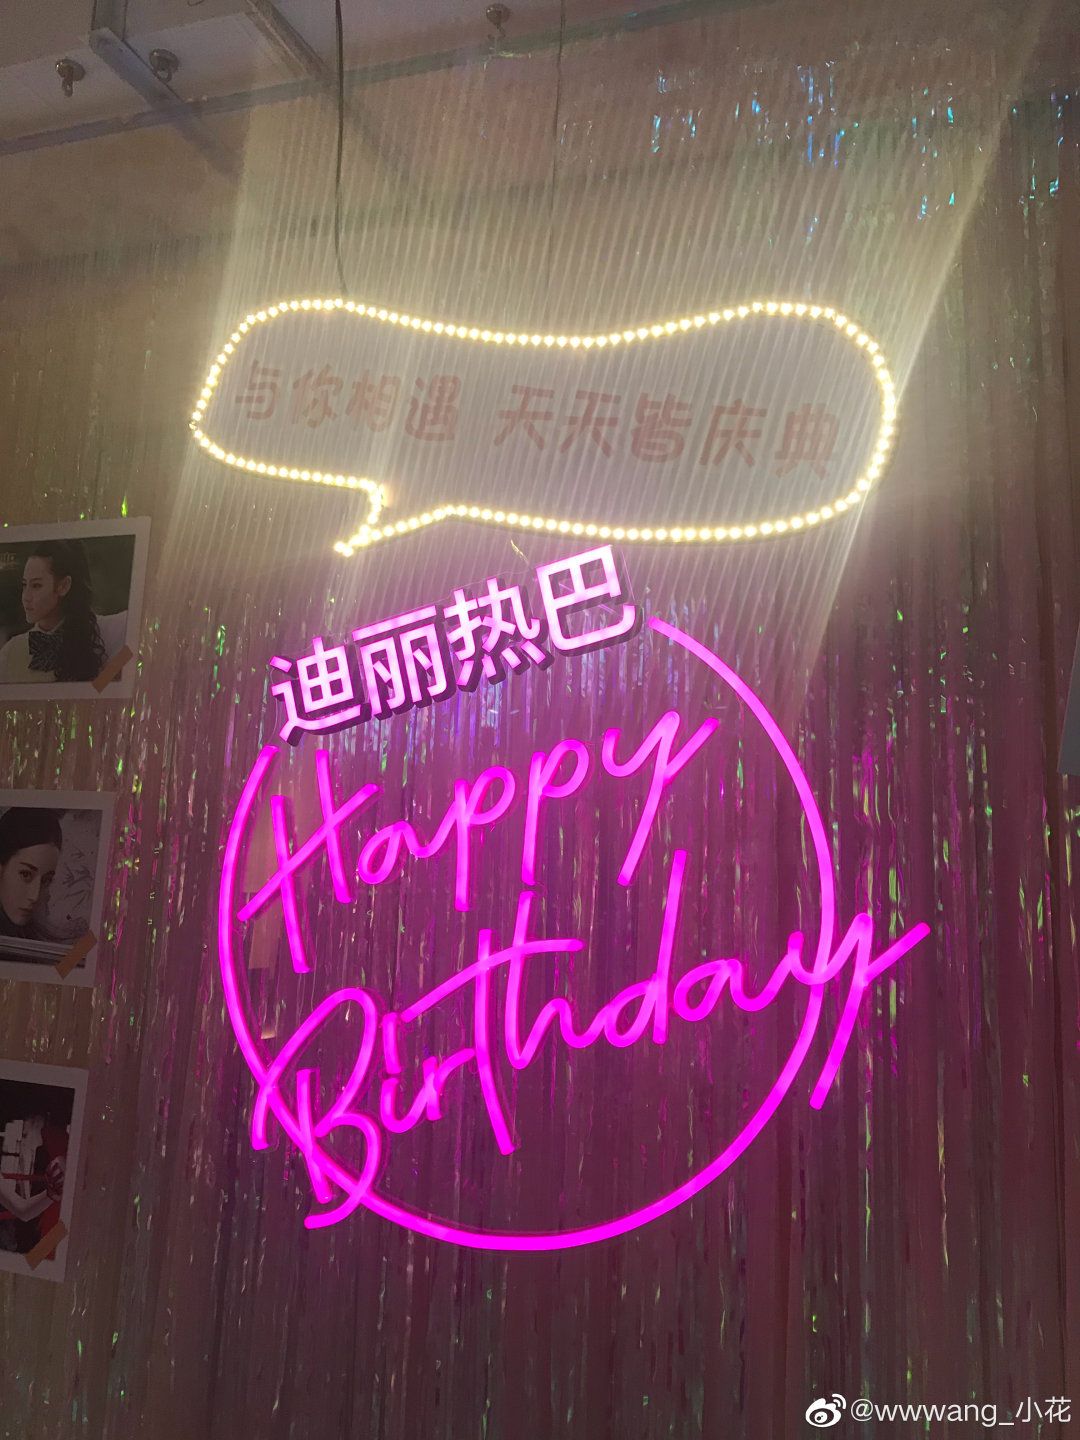 与你相遇 天天皆庆典
迪丽热巴
Happy
Birthday
@wwwang_小花